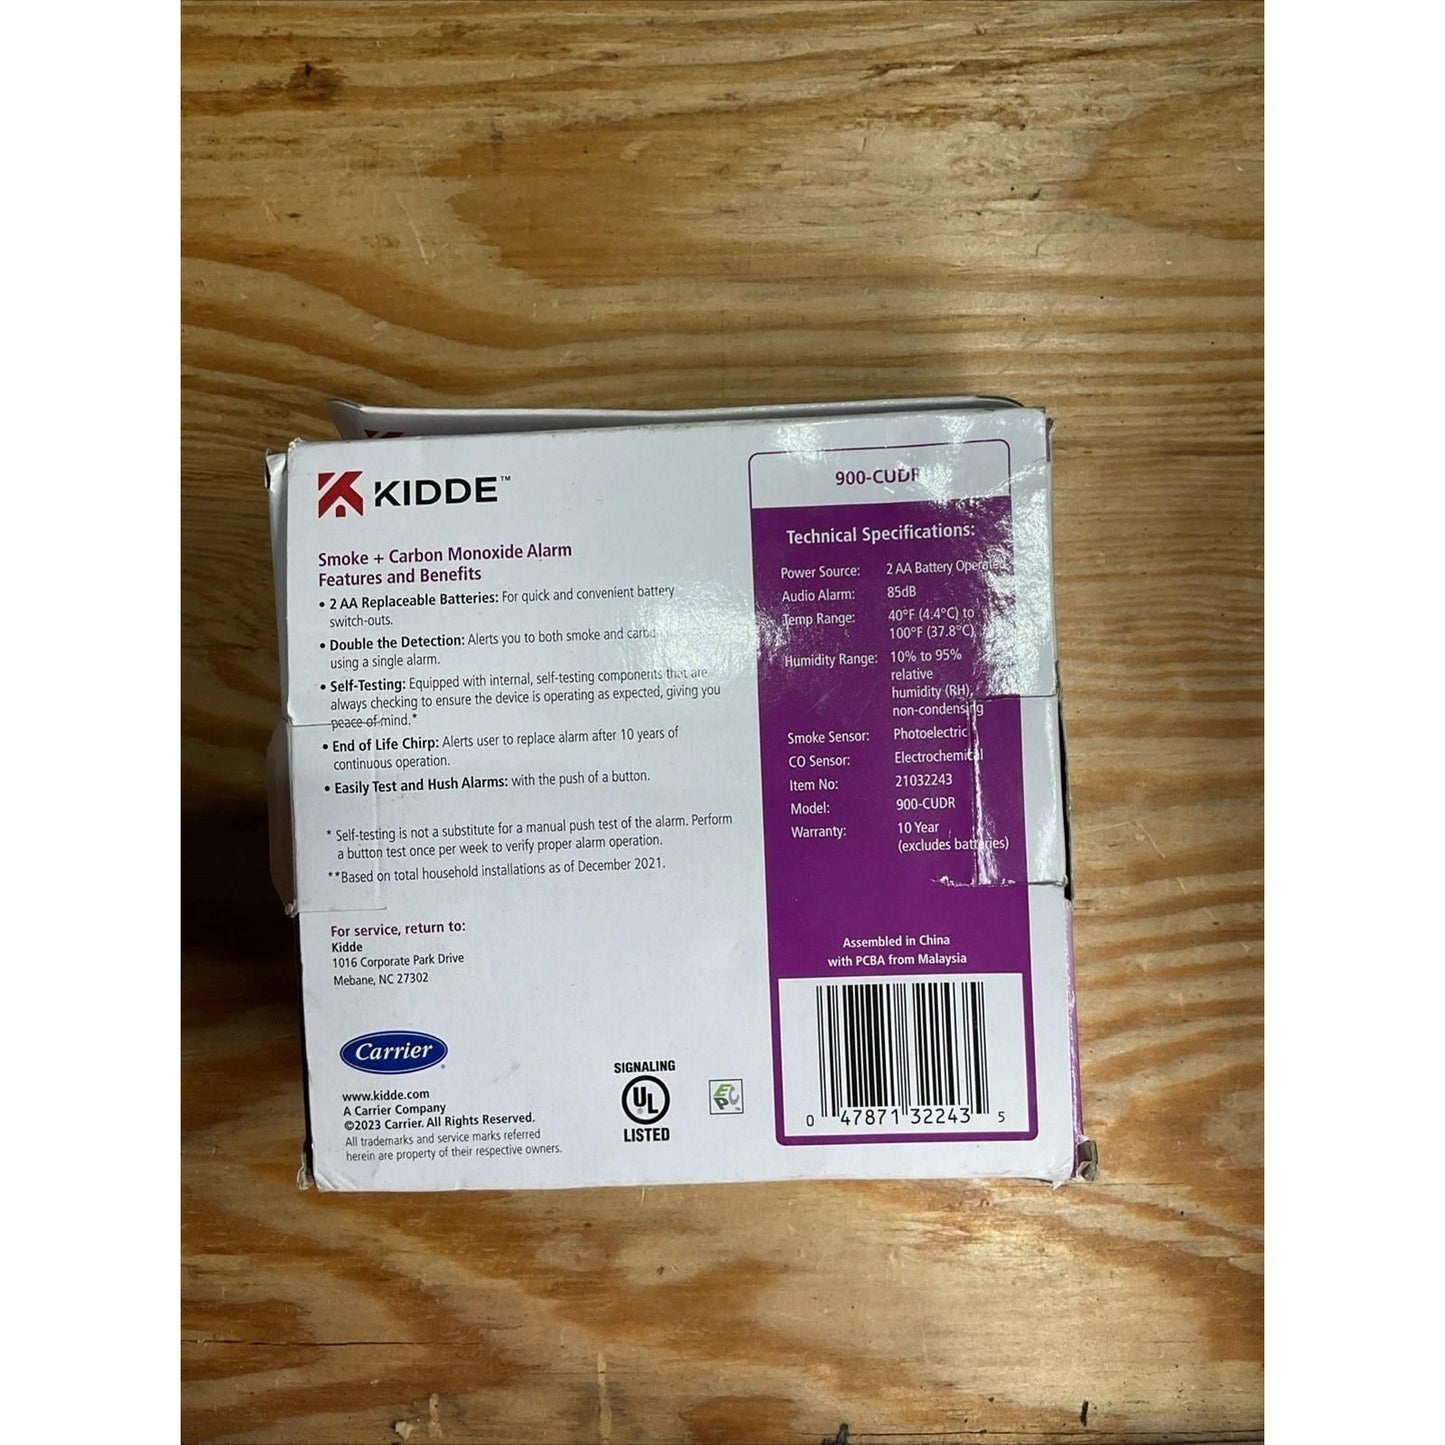 KIDDE™
Smoke + Carbon Monoxide Alarm
Features and Benefits
• 2 AA Replaceable Batteries: For quick and convenient battery
switch-outs.
• Double the Detection: Alerts you to both smoke and
using a single alarm.
• Self-Testing: Equipped with internal, self-testing components that are
always checking to ensure the device is operating as expected, giving you
peace of mind.*
• End of Life Chirp: Alerts user to replace alarm after 10 years of
continuous operation.
• Easily Test and Hush Alarms: with the push of a button.
* Self-testing is not a substitute for a manual push test of the alarm. Perform
a button test once per week to verify proper alarm operation.
**Based on total household installations as of December 2021.
For service, return to:
Kidde
1016 Corporate Park Drive
Mebane, NC 27302
Carrier
www.kidde.com
A Carrier Company
©2023 Carrier. All Rights Reserved.
All trademarks and service marks referred
herein are property of their respective owners.
SIGNALING
UL
LISTED
EPC
900-CUDR
Technical Specifications:
Power Source: 2 AA Battery Operated
Audio Alarm: 85dB
Temp Range: 40°F (4.4°C) to
100°F (37.8°C)
Humidity Range: 10% to 95%
relative
humidity (RH),
non-condensing
Smoke Sensor: Photoelectric
CO Sensor: Electrochemical
Item No: 21032243
Model: 900-CUDR
Warranty: 10 Year
(excludes batteries)
Assembled in China
with PCBA from Malaysia
0 47871 32243 5